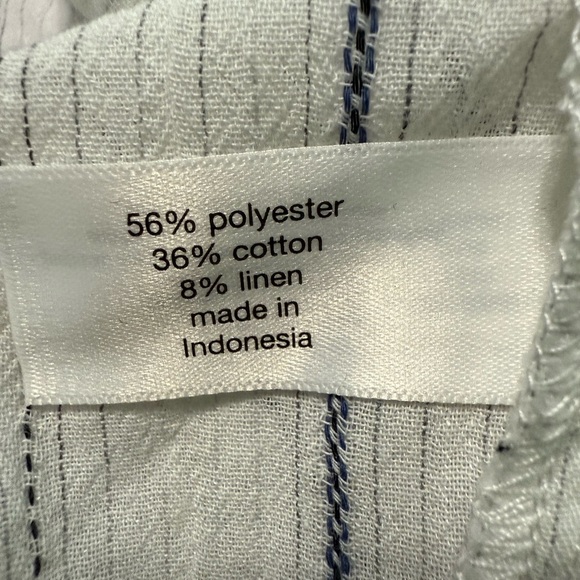 56% polyester
36% cotton
8% linen
made in
Indonesia